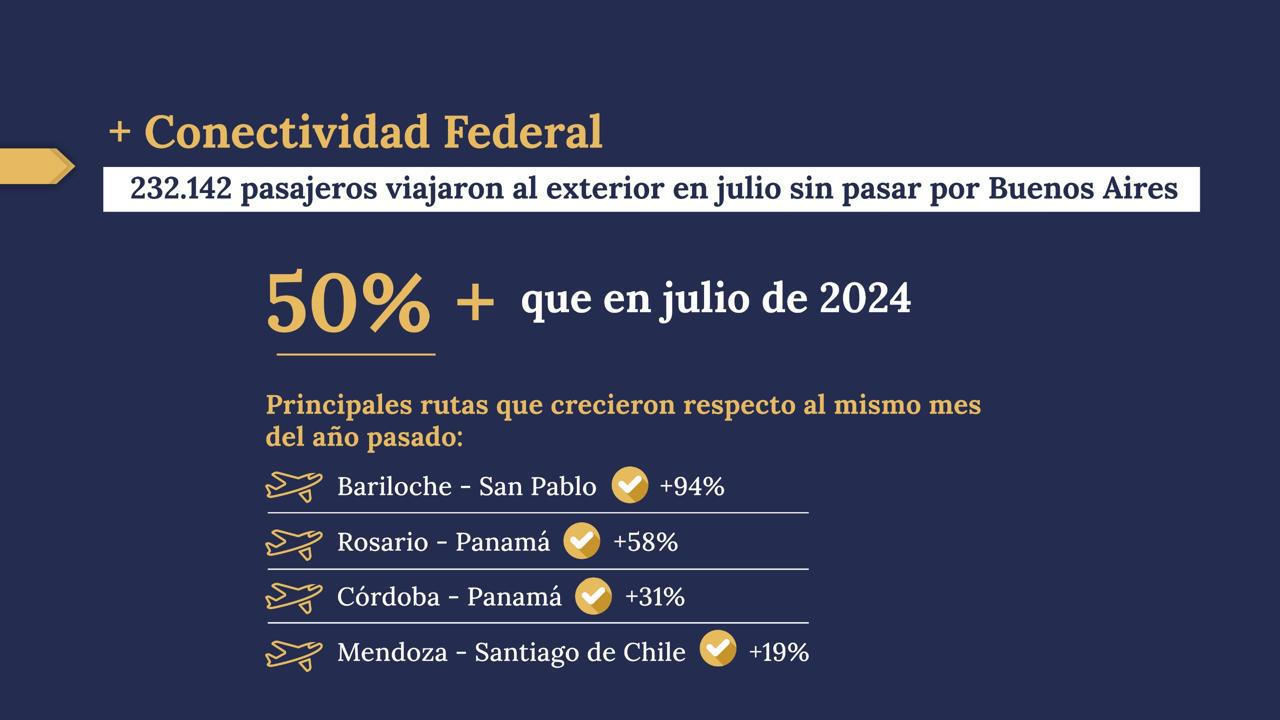 + Conectividad Federal
232.142 pasajeros viajaron al exterior en julio sin pasar por Buenos Aires
50% + que en julio de 2024
Principales rutas que crecieron respecto al mismo mes
del año pasado:
Bariloche - San Pablo +94%
Rosario - Panamá +58%
Córdoba - Panamá +31%
Mendoza - Santiago de Chile +19%